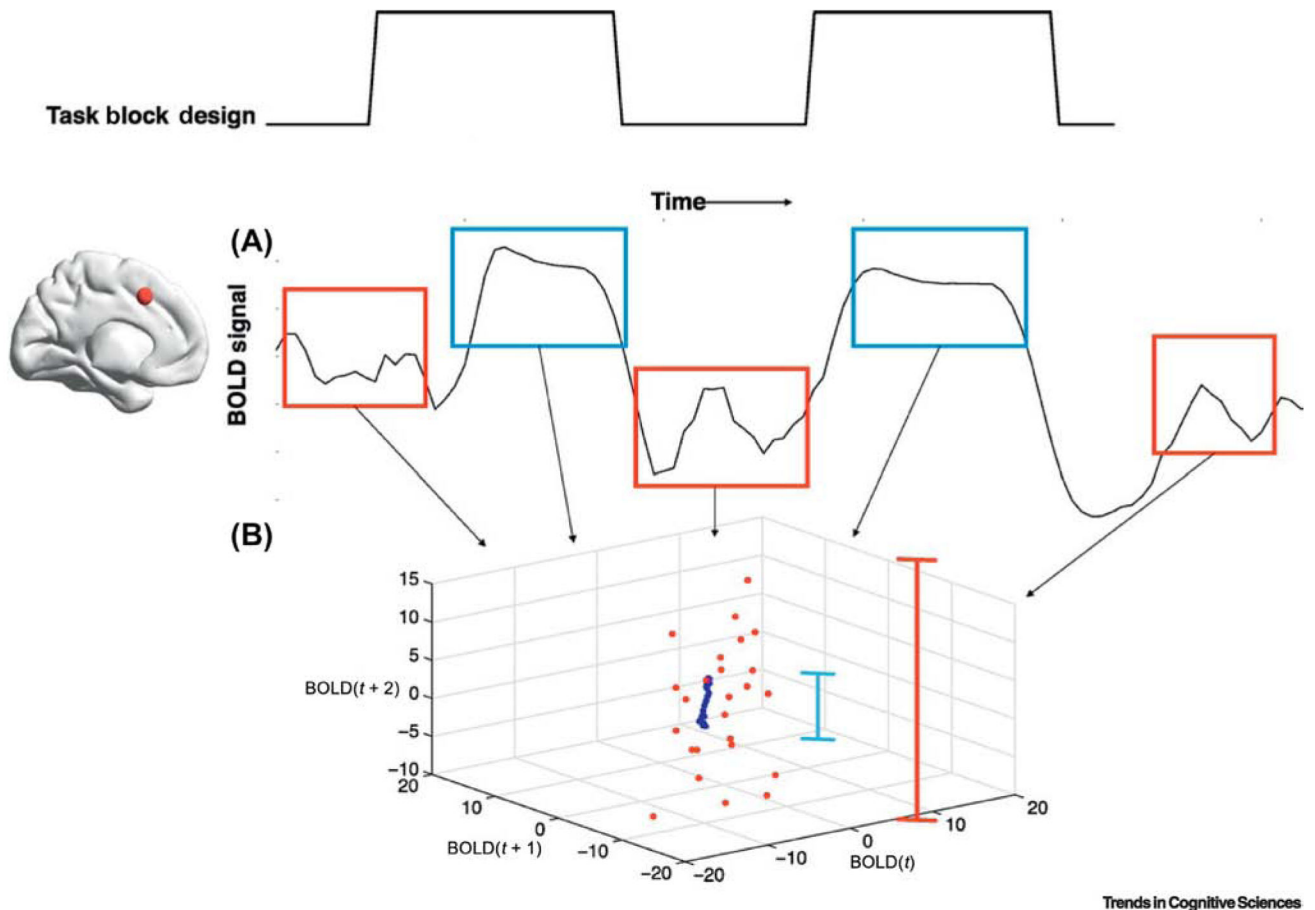 Task block design
Time
(A)
BOLD signal
(B)
15
10
5
0
−5
−10
BOLD(t + 2)
20
10
0
−10
−20
BOLD(t + 1)
−20
−10
0
10
20
BOLD(t)
Trends in Cognitive Sciences